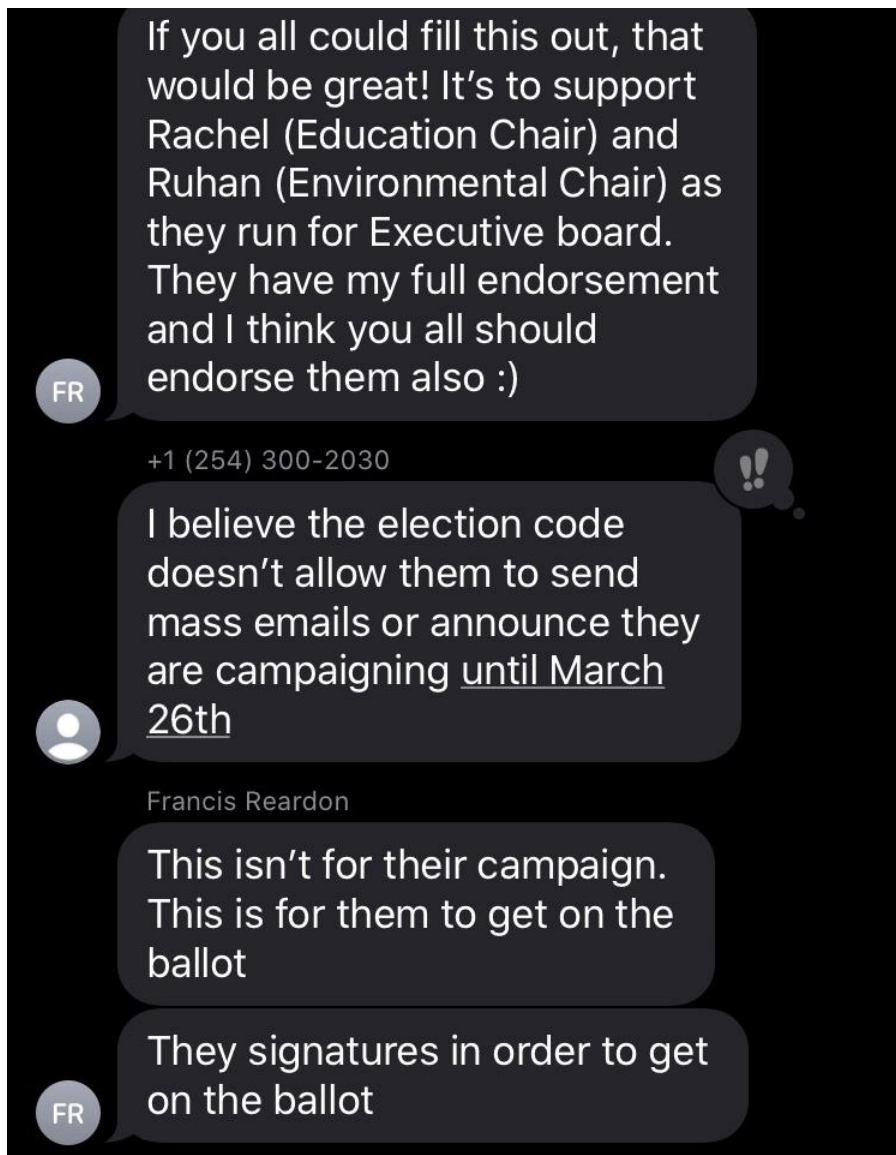 If you all could fill this out, that
would be great! It's to support
Rachel (Education Chair) and
Ruhan (Environmental Chair) as
they run for Executive board.
They have my full endorsement
and I think you all should
endorse them also :)
FR
+1 (254) 300-2030
!!
I believe the election code
doesn't allow them to send
mass emails or announce they
are campaigning until March
26th
Francis Reardon
This isn't for their campaign.
This is for them to get on the
ballot
They signatures in order to get
on the ballot
FR